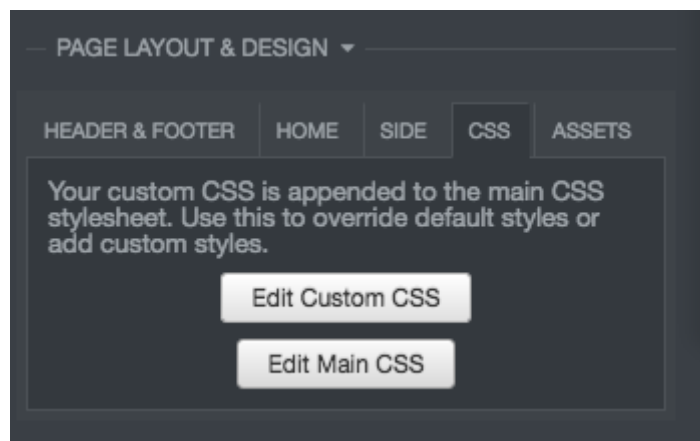 PAGE LAYOUT & DESIGN
HEADER & FOOTER HOME SIDE CSS ASSETS
Your custom CSS is appended to the main CSS
stylesheet. Use this to override default styles or
add custom styles.
Edit Custom CSS
Edit Main CSS